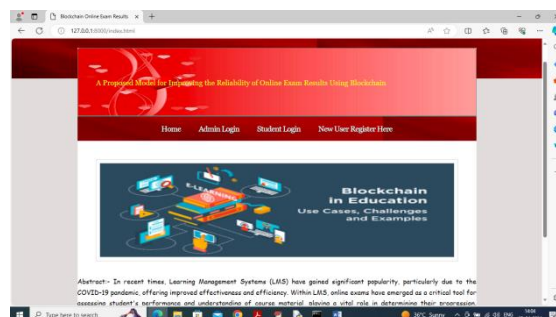 Blockchain Online Exam Results
127.0.0.1:8000/index.html
A Proposed Model for Improving the Reliability of Online Exam Results Using Blockchain
Home Admin Login Student Login New User Register Here
E-LEARNING
Blockchain
in Education
Use Cases, Challenges
and Examples
Abstract:- In recent times, Learning Management Systems (LMS) have gained significant popularity, particularly due to the
COVID-19 pandemic, offering improved effectiveness and efficiency. Within LMS, online exams have emerged as a critical tool for
assessing student's performance and understanding of course material, playing a vital role in determining their progression,
Type here to search
36°C Sunny ENG 14:04